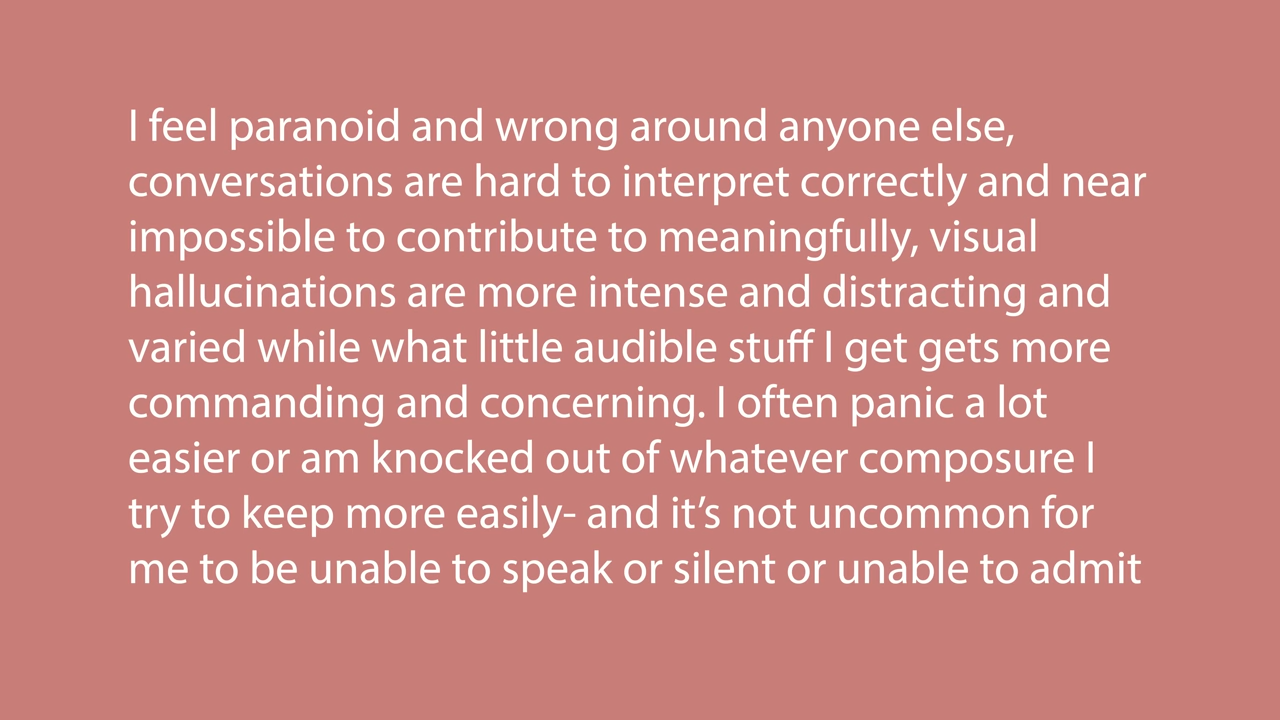 I feel paranoid and wrong around anyone else,
conversations are hard to interpret correctly and near
impossible to contribute to meaningfully, visual
hallucinations are more intense and distracting and
varied while what little audible stuff I get gets more
commanding and concerning. I often panic a lot
easier or am knocked out of whatever composure I
try to keep more easily- and it’s not uncommon for
me to be unable to speak or silent or unable to admit